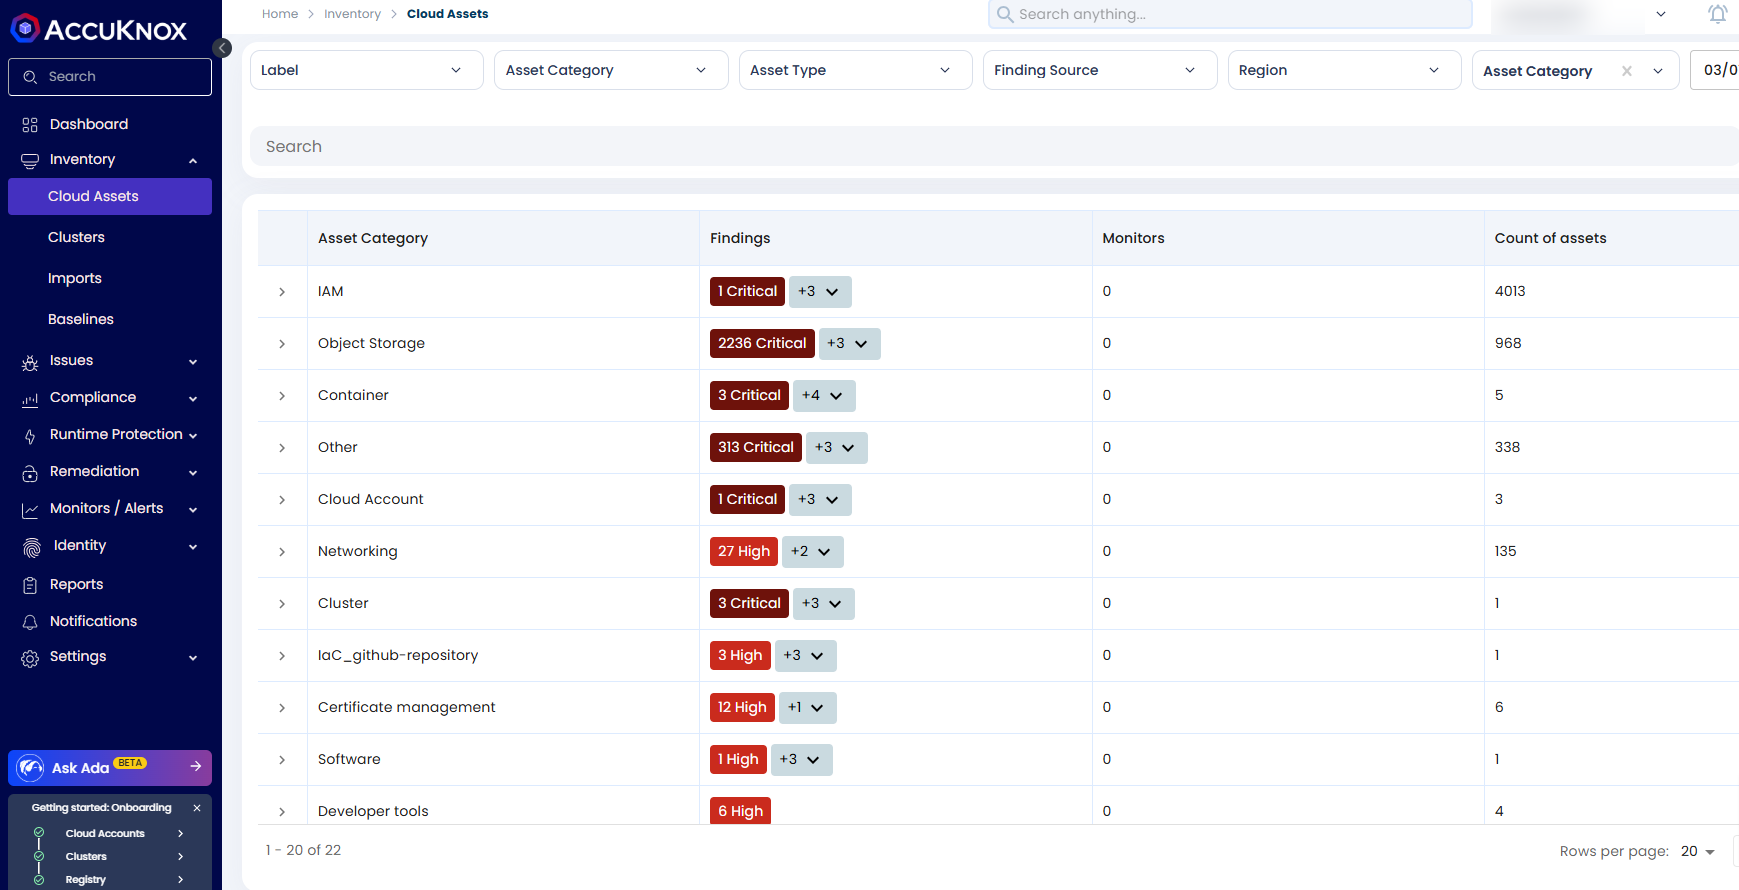 ACCUKNOX
Search
Dashboard
Inventory
Cloud Assets
Clusters
Imports
Baselines
Issues
Compliance
Runtime Protection
Remediation
Monitors / Alerts
Identity
Reports
Notifications
Settings
Ask Ada BETA
Getting started: Onboarding
Cloud Accounts
Clusters
Registry
Home > Inventory > Cloud Assets
Search anything...
Label Asset Category Asset Type Finding Source Region Asset Category 03/0
Search
Asset Category Findings Monitors Count of assets
IAM 1 Critical +3 0 4013
Object Storage 2236 Critical +3 0 968
Container 3 Critical +4 0 5
Other 313 Critical +3 0 338
Cloud Account 1 Critical +3 0 3
Networking 27 High +2 0 135
Cluster 3 Critical +3 0 1
IaC_github-repository 3 High +3 0 1
Certificate management 12 High +1 0 6
Software 1 High +3 0 1
Developer tools 6 High 0 4
1 - 20 of 22
Rows per page: 20